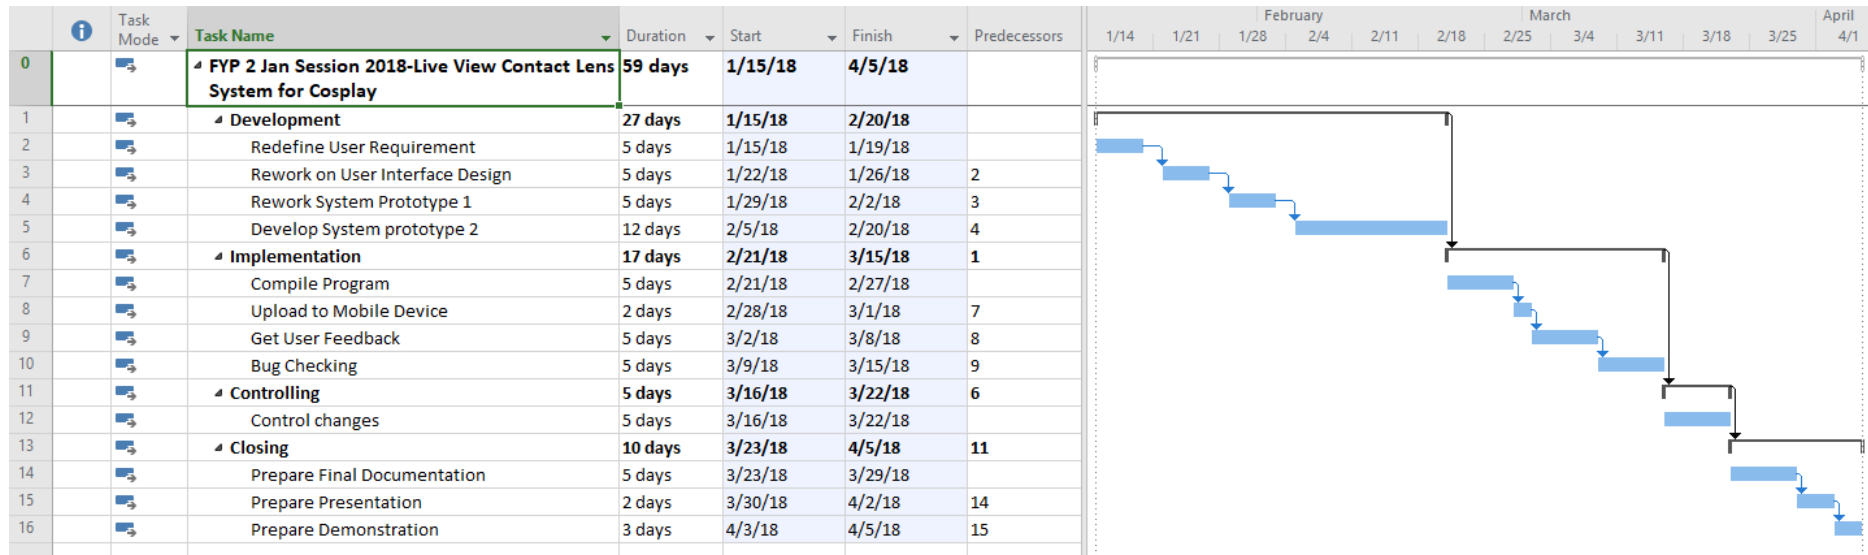 Task Mode Task Name Duration Start Finish Predecessors
February March April
1/14 1/21 1/28 2/4 2/11 2/18 2/25 3/4 3/11 3/18 3/25 4/1
0 FYP 2 Jan Session 2018-Live View Contact Lens System for Cosplay 59 days 1/15/18 4/5/18
1 Development 27 days 1/15/18 2/20/18
2 Redefine User Requirement 5 days 1/15/18 1/19/18
3 Rework on User Interface Design 5 days 1/22/18 1/26/18 2
4 Rework System Prototype 1 5 days 1/29/18 2/2/18 3
5 Develop System prototype 2 12 days 2/5/18 2/20/18 4
6 Implementation 17 days 2/21/18 3/15/18 1
7 Compile Program 5 days 2/21/18 2/27/18
8 Upload to Mobile Device 2 days 2/28/18 3/1/18 7
9 Get User Feedback 5 days 3/2/18 3/8/18 8
10 Bug Checking 5 days 3/9/18 3/15/18 9
11 Controlling 5 days 3/16/18 3/22/18 6
12 Control changes 5 days 3/16/18 3/22/18
13 Closing 10 days 3/23/18 4/5/18 11
14 Prepare Final Documentation 5 days 3/23/18 3/29/18
15 Prepare Presentation 2 days 3/30/18 4/2/18 14
16 Prepare Demonstration 3 days 4/3/18 4/5/18 15